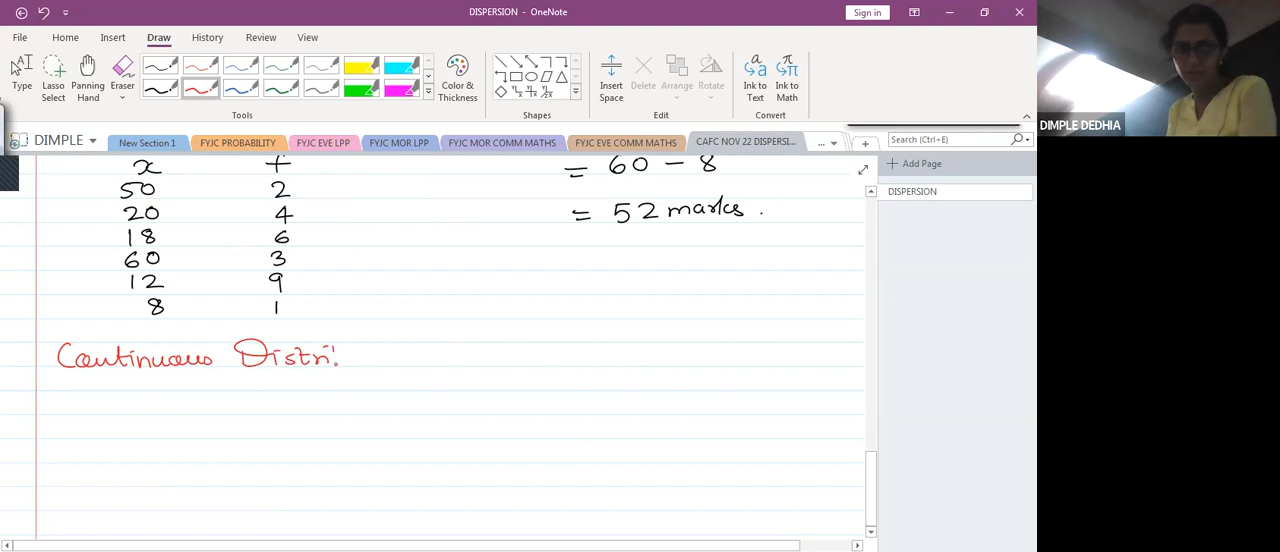 DISPERSION - OneNote
Sign in
File Home Insert Draw History Review View
Type
Lasso Select
Panning Hand
Eraser
Color & Thickness
Insert Space
Delete
Arrange
Rotate
Ink to Text
Ink to Math
Tools
Shapes
Edit
Convert
DIMPLE
New Section 1
FYJC PROBABILITY
FYJC EVE LPP
FYJC MOR LPP
FYJC MOR COMM MATHS
FYJC EVE COMM MATHS
CAFC NOV 22 DISPERSI...
...
Search (Ctrl+E)
DIMPLE DEDHIA
Add Page
DISPERSION
x f
50 2
20 4
18 6
60 3
12 9
8 1
= 60 - 8
= 52 marks.
Continuous Distri